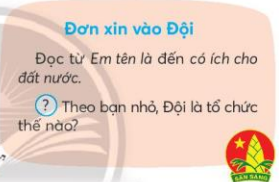 Đơn xin vào Đội
Đọc từ Em tên là đến có ích cho
đất nước.
? Theo bạn nhỏ, Đội là tổ chức
thế nào?
SẴN SÀNG